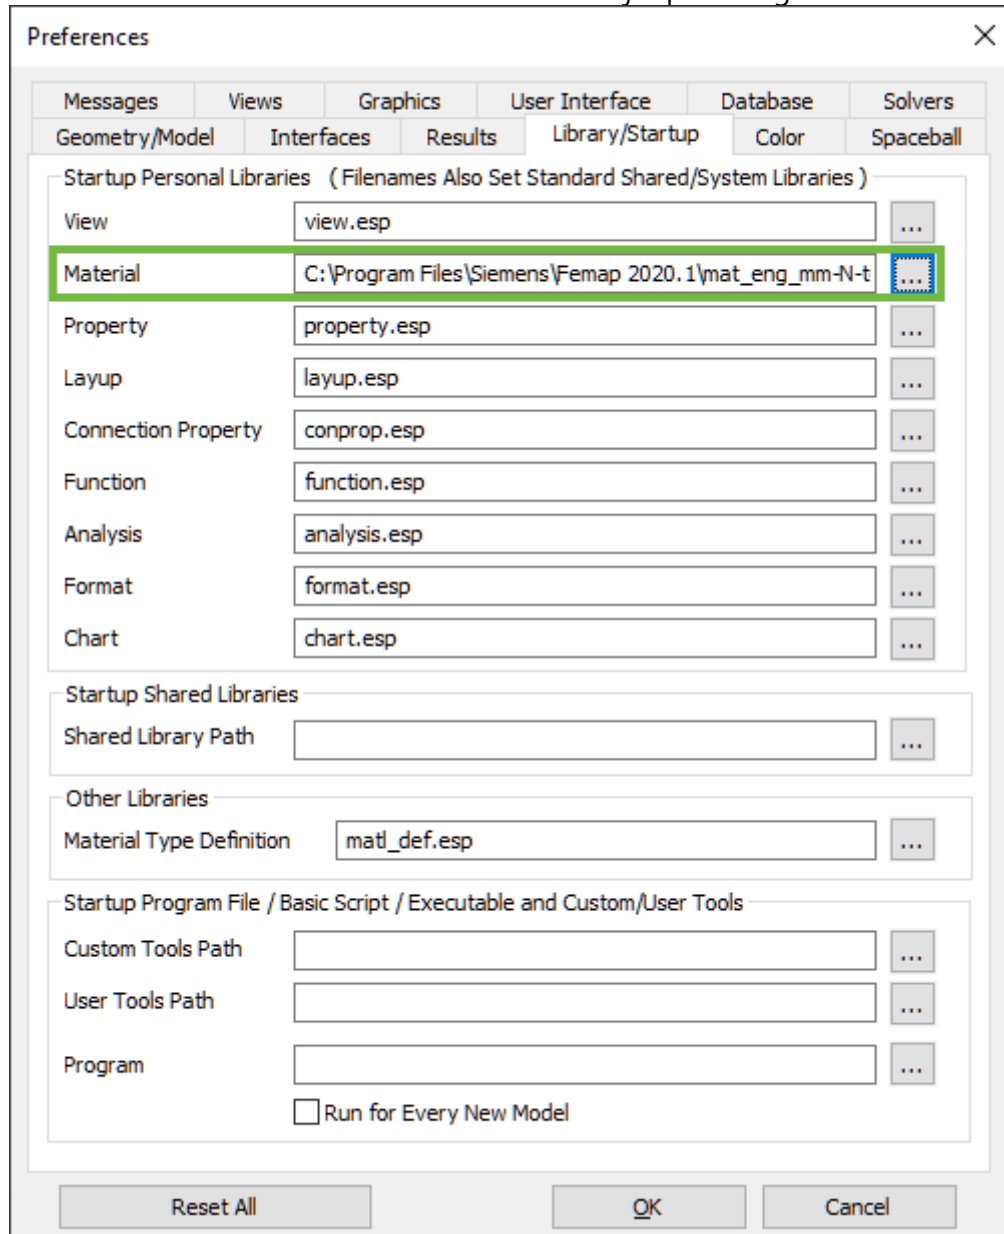 Preferences
Messages Views Graphics User Interface Database Solvers
Geometry/Model Interfaces Results Library/Startup Color Spaceball
Startup Personal Libraries ( Filenames Also Set Standard Shared/System Libraries )
View view.esp ...
Material C:\Program Files\Siemens\Femap 2020.1\mat_eng_mm-N-t ...
Property property.esp ...
Layup layup.esp ...
Connection Property conprop.esp ...
Function function.esp ...
Analysis analysis.esp ...
Format format.esp ...
Chart chart.esp ...
Startup Shared Libraries
Shared Library Path ...
Other Libraries
Material Type Definition matl_def.esp ...
Startup Program File / Basic Script / Executable and Custom/User Tools
Custom Tools Path ...
User Tools Path ...
Program ...
Run for Every New Model
Reset All OK Cancel